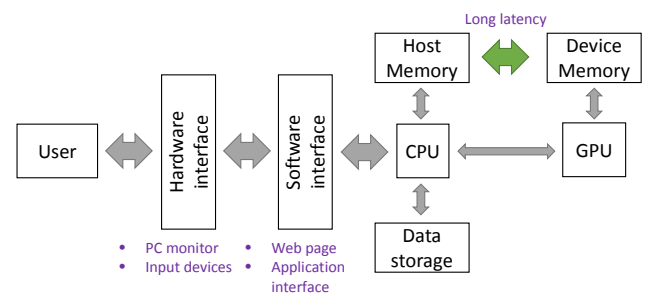 Long latency
Host
Memory
Device
Memory
User
Hardware
interface
Software
interface
CPU
GPU
• PC monitor
• Input devices
• Web page
• Application
interface
Data
storage